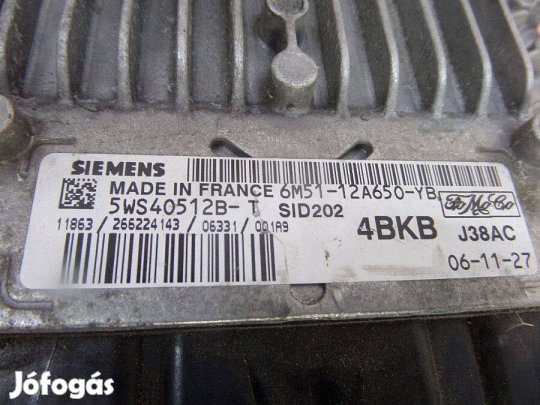 SIEMENS
MADE IN FRANCE 6M51-12A650-YB
5WS40512B-T SID202
FoMoCo
11863 / 266224143 / 06331 / 001A9
4BKB J38AC
06-11-27
Jófogás